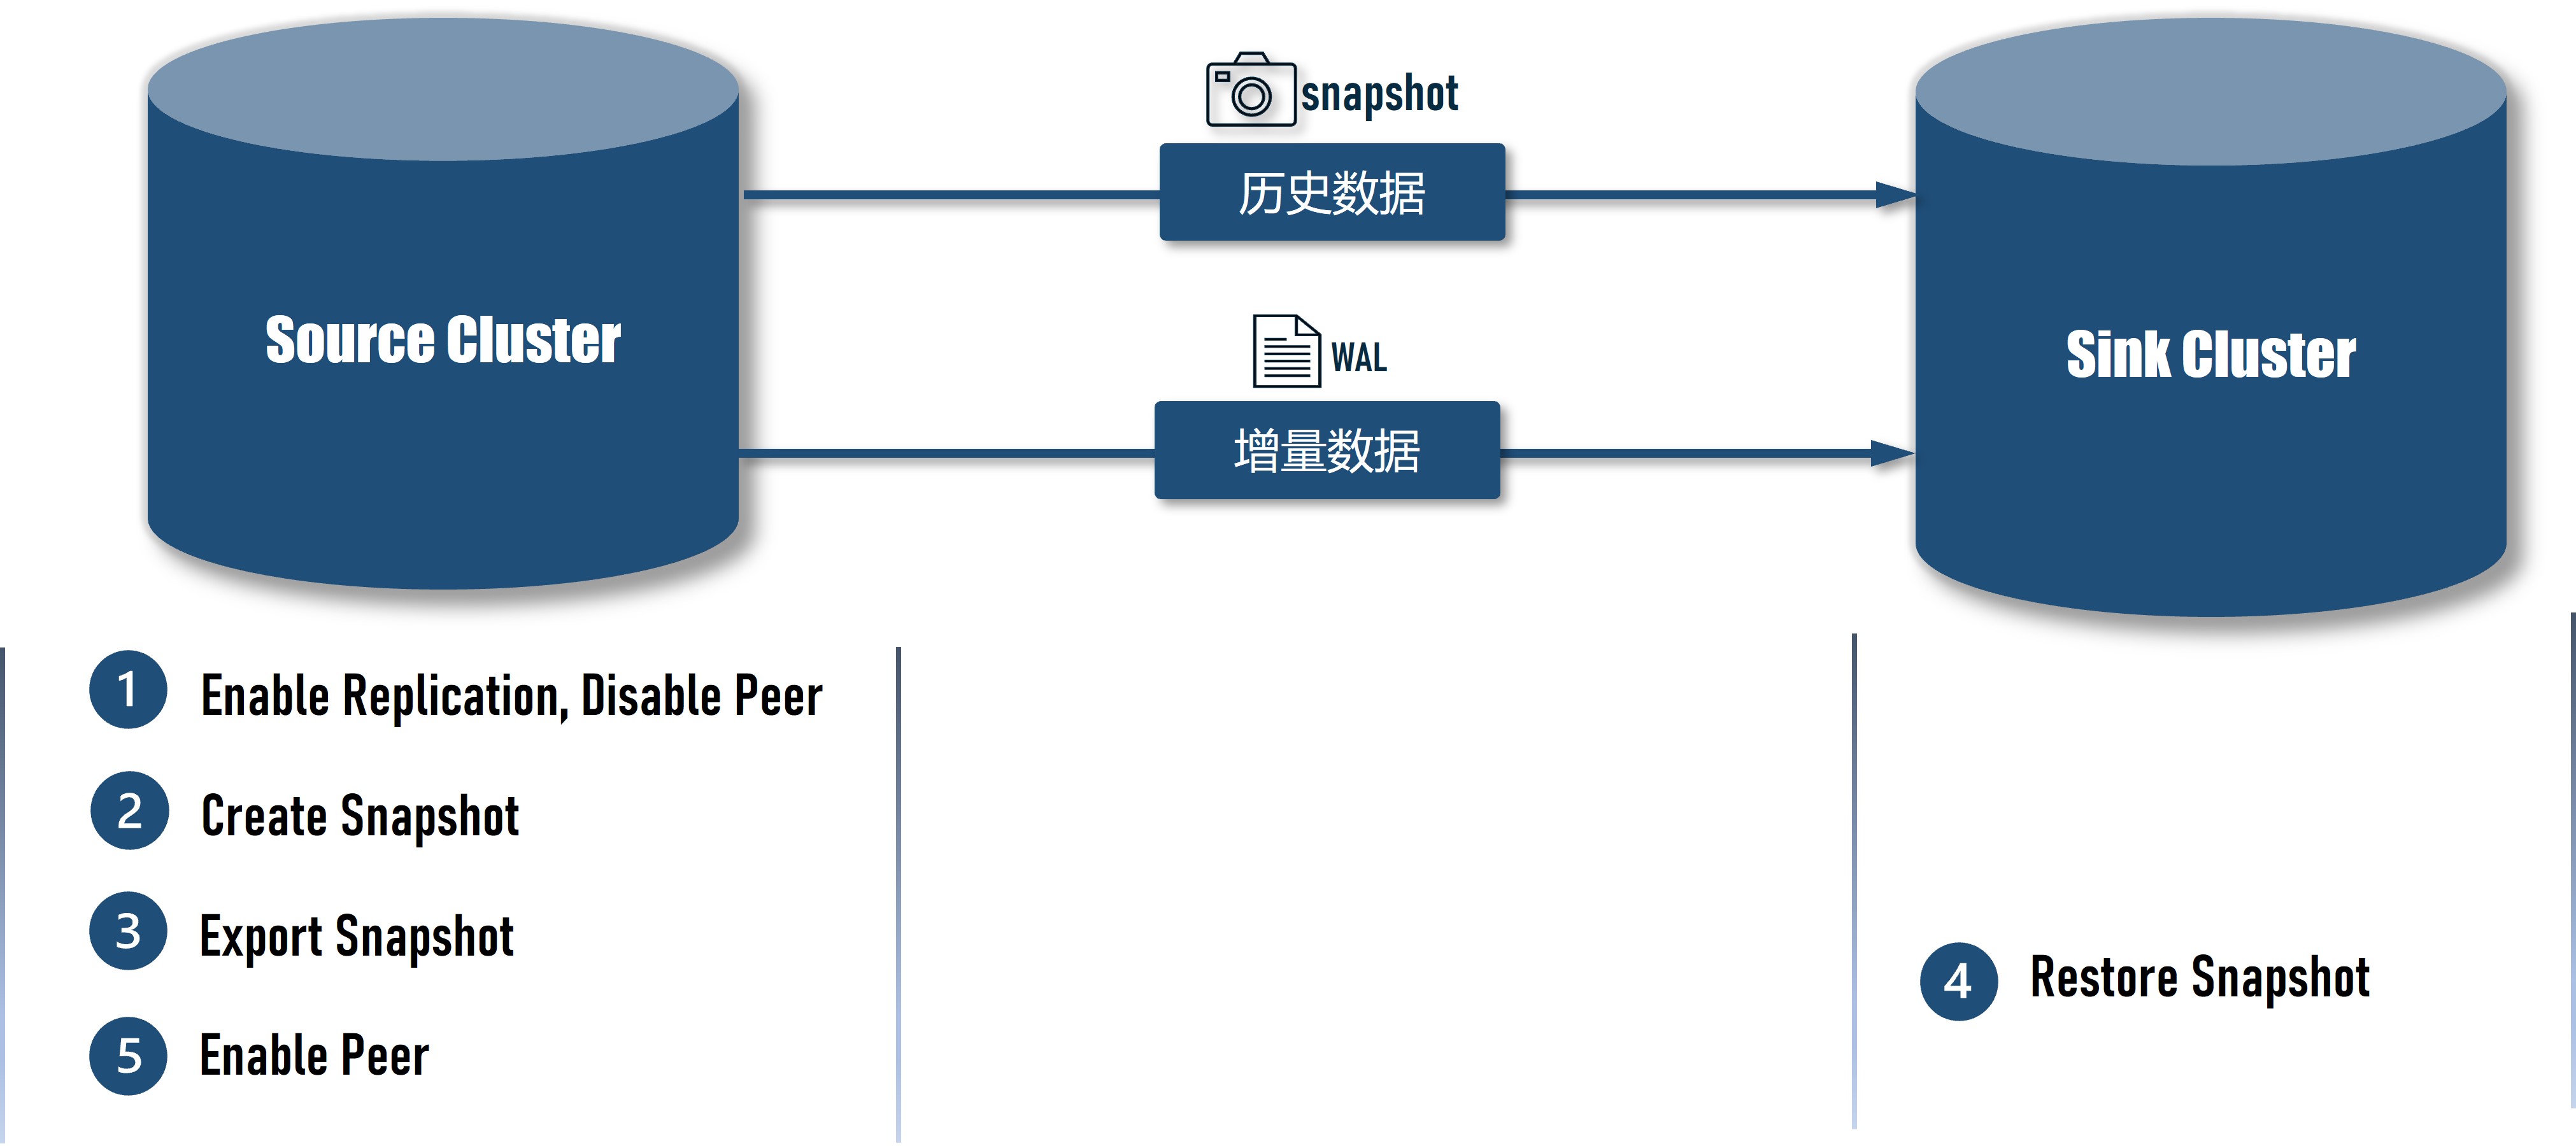 snapshot
历史数据
Source Cluster
WAL
增量数据
Sink Cluster
1 Enable Replication, Disable Peer
2 Create Snapshot
3 Export Snapshot
4 Restore Snapshot
5 Enable Peer